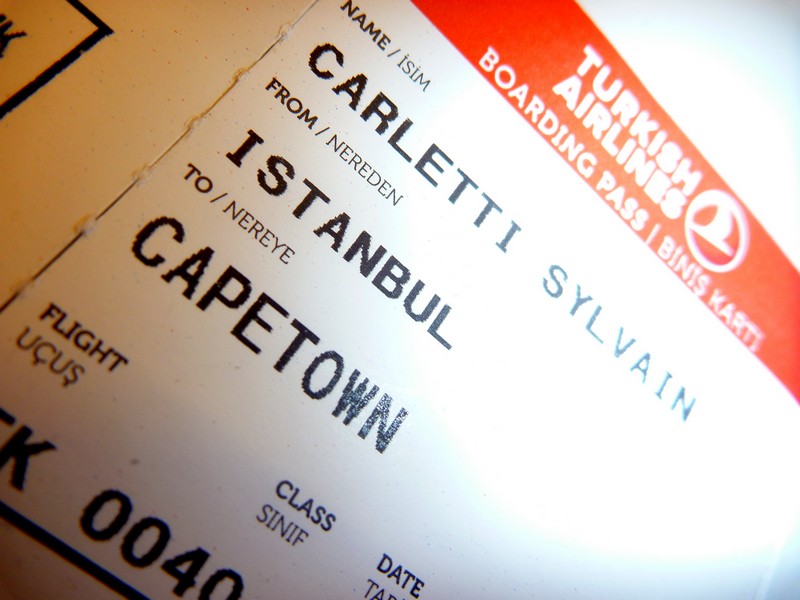 TURKISH
AIRLINES
BOARDING PASS | BİNİŞ KARTI
NAME / İSİM
CARLETTI SYLVAIN
FROM / NEREDEN
ISTANBUL
TO / NEREYE
CAPETOWN
FLIGHT
UÇUŞ
TK 0040
CLASS
SINIF
DATE